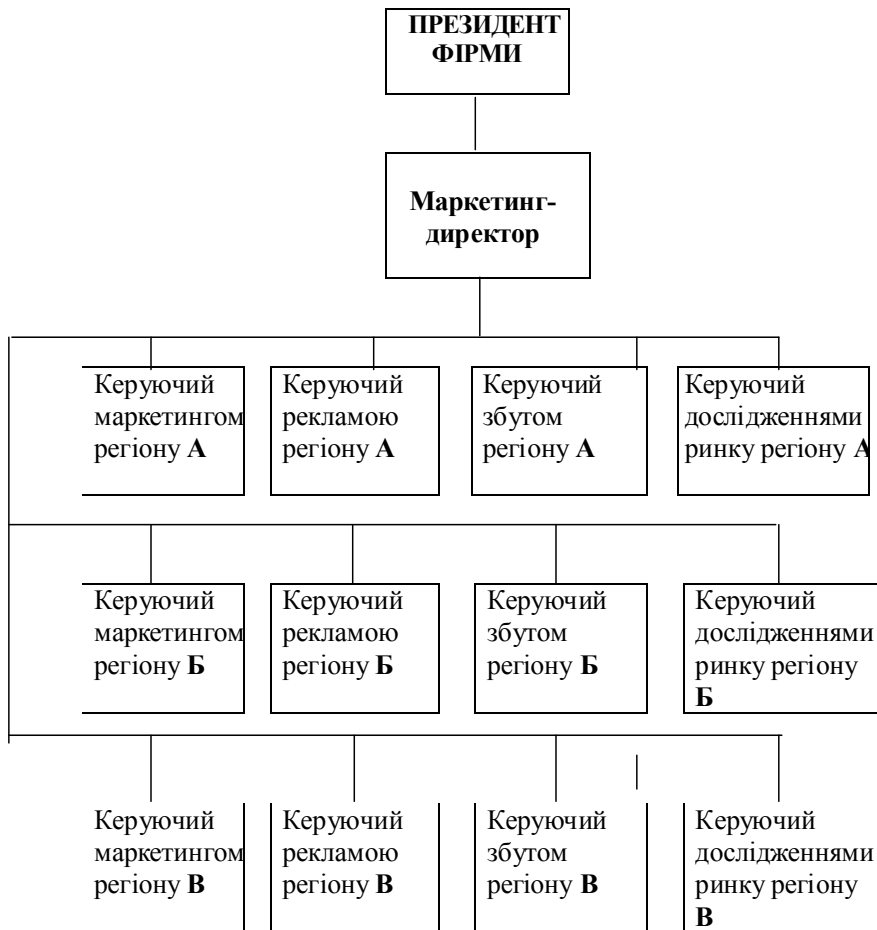 ПРЕЗИДЕНТ
ФІРМИ
Маркетинг-
директор
Керуючий
маркетингом
регіону А
Керуючий
рекламою
регіону А
Керуючий
збутом
регіону А
Керуючий
дослідженнями
ринку регіону А
Керуючий
маркетингом
регіону Б
Керуючий
рекламою
регіону Б
Керуючий
збутом
регіону Б
Керуючий
дослідженнями
ринку регіону
Б
Керуючий
маркетингом
регіону В
Керуючий
рекламою
регіону В
Керуючий
збутом
регіону В
Керуючий
дослідженнями
ринку регіону
В